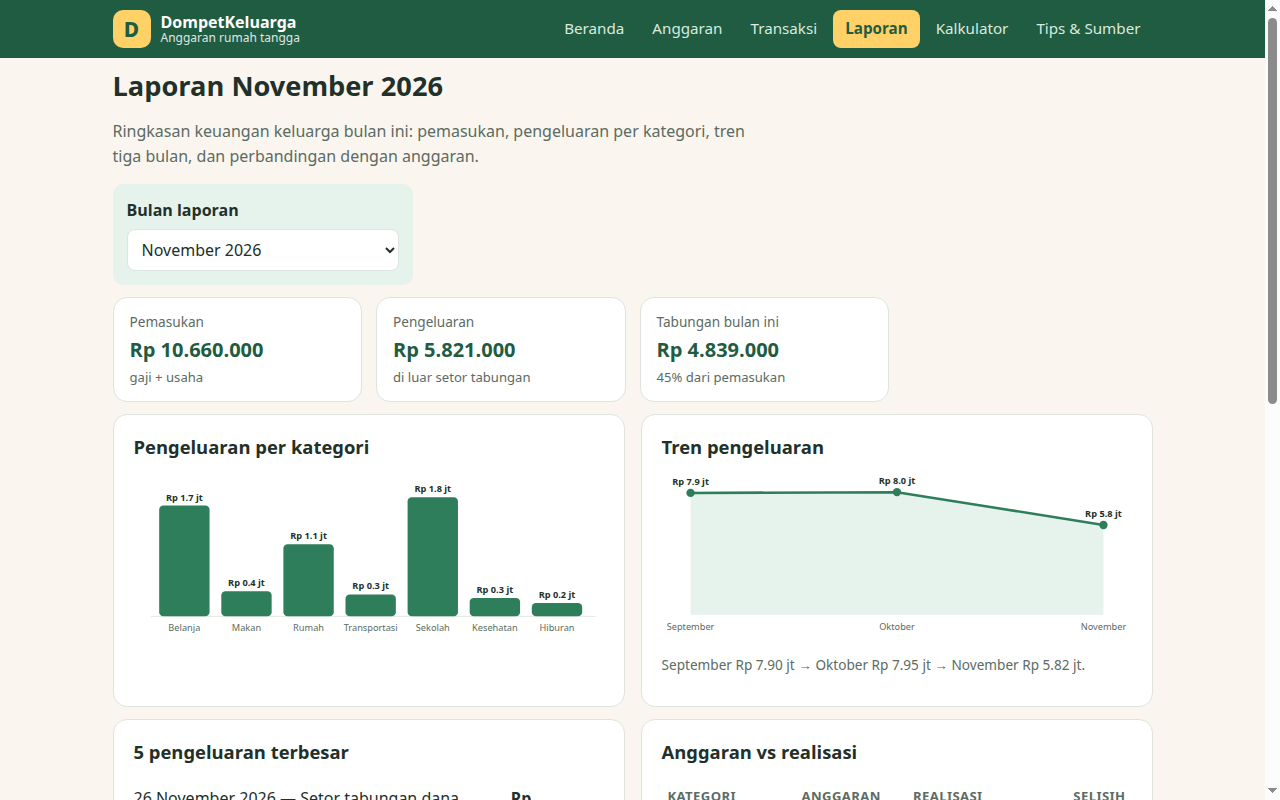 D
DompetKeluarga
Anggaran rumah tangga
Beranda
Anggaran
Transaksi
Laporan
Kalkulator
Tips & Sumber
Laporan November 2026
Ringkasan keuangan keluarga bulan ini: pemasukan, pengeluaran per kategori, tren
tiga bulan, dan perbandingan dengan anggaran.
Bulan laporan
November 2026
Pemasukan
Rp 10.660.000
gaji + usaha
Pengeluaran
Rp 5.821.000
di luar setor tabungan
Tabungan bulan ini
Rp 4.839.000
45% dari pemasukan
Pengeluaran per kategori
Rp 1.7 jt
Rp 0.4 jt
Rp 1.1 jt
Rp 0.3 jt
Rp 1.8 jt
Rp 0.3 jt
Rp 0.2 jt
Belanja
Makan
Rumah
Transportasi
Sekolah
Kesehatan
Hiburan
Tren pengeluaran
Rp 7.9 jt
Rp 8.0 jt
Rp 5.8 jt
September
Oktober
November
September Rp 7.90 jt → Oktober Rp 7.95 jt → November Rp 5.82 jt.
5 pengeluaran terbesar
26 November 2026 — Setor tabungan dana
Rp
Anggaran vs realisasi
KATEGORI
ANGGARAN
REALISASI
SELISIH